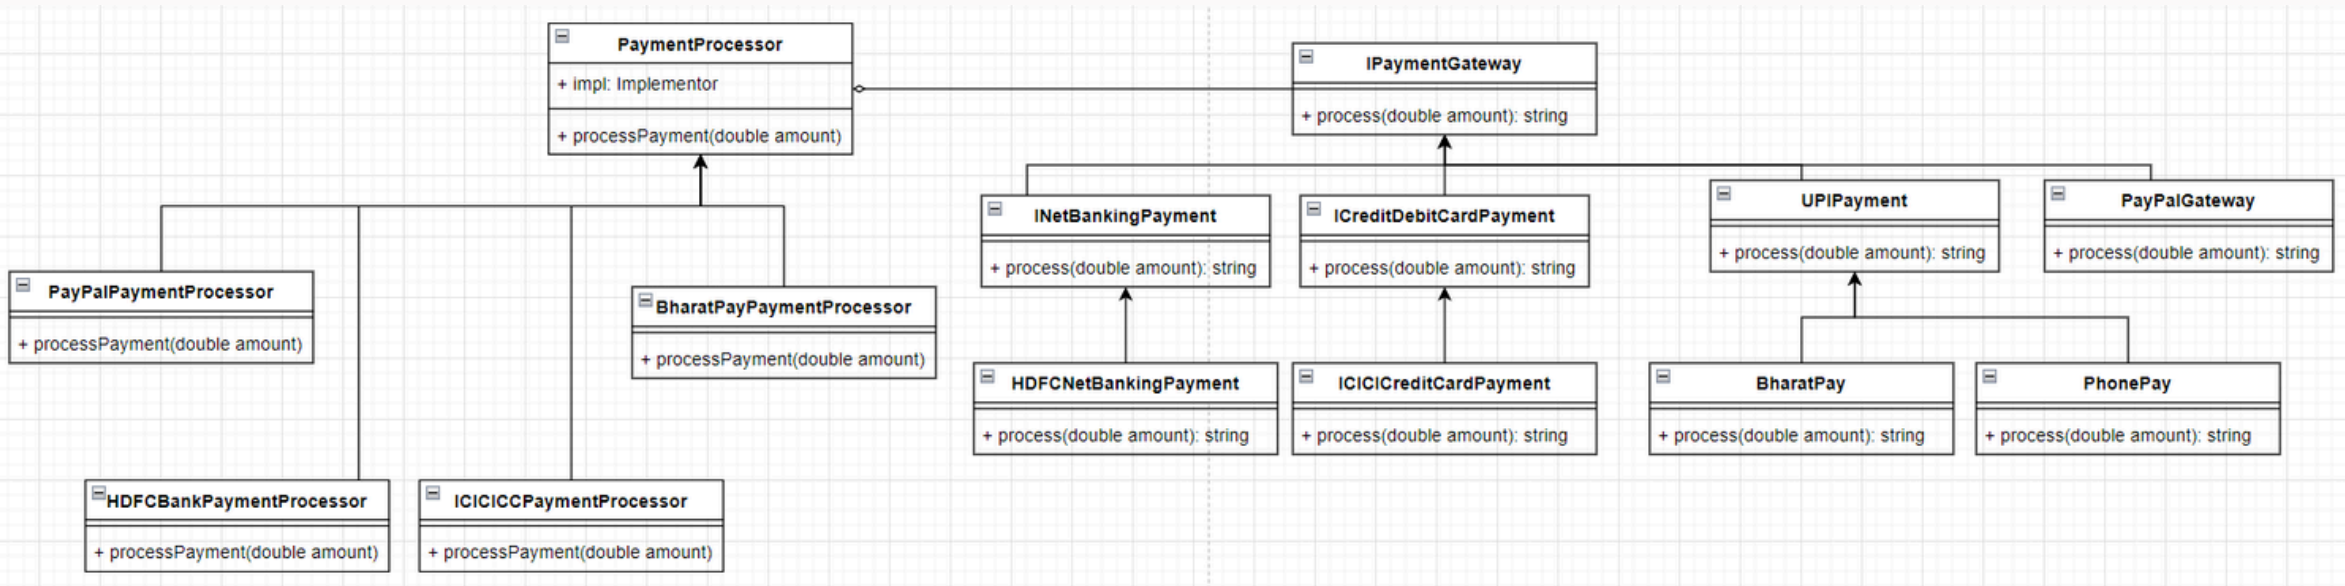 PaymentProcessor
+ impl: Implementor
+ processPayment(double amount)
IPaymentGateway
+ process(double amount): string
INetBankingPayment
+ process(double amount): string
ICreditDebitCardPayment
+ process(double amount): string
UPIPayment
+ process(double amount): string
PayPalGateway
+ process(double amount): string
PayPalPaymentProcessor
+ processPayment(double amount)
BharatPayPaymentProcessor
+ processPayment(double amount)
HDFCNetBankingPayment
+ process(double amount): string
ICICICreditCardPayment
+ process(double amount): string
BharatPay
+ process(double amount): string
PhonePay
+ process(double amount): string
HDFCBankPaymentProcessor
+ processPayment(double amount)
ICICICCPaymentProcessor
+ processPayment(double amount)